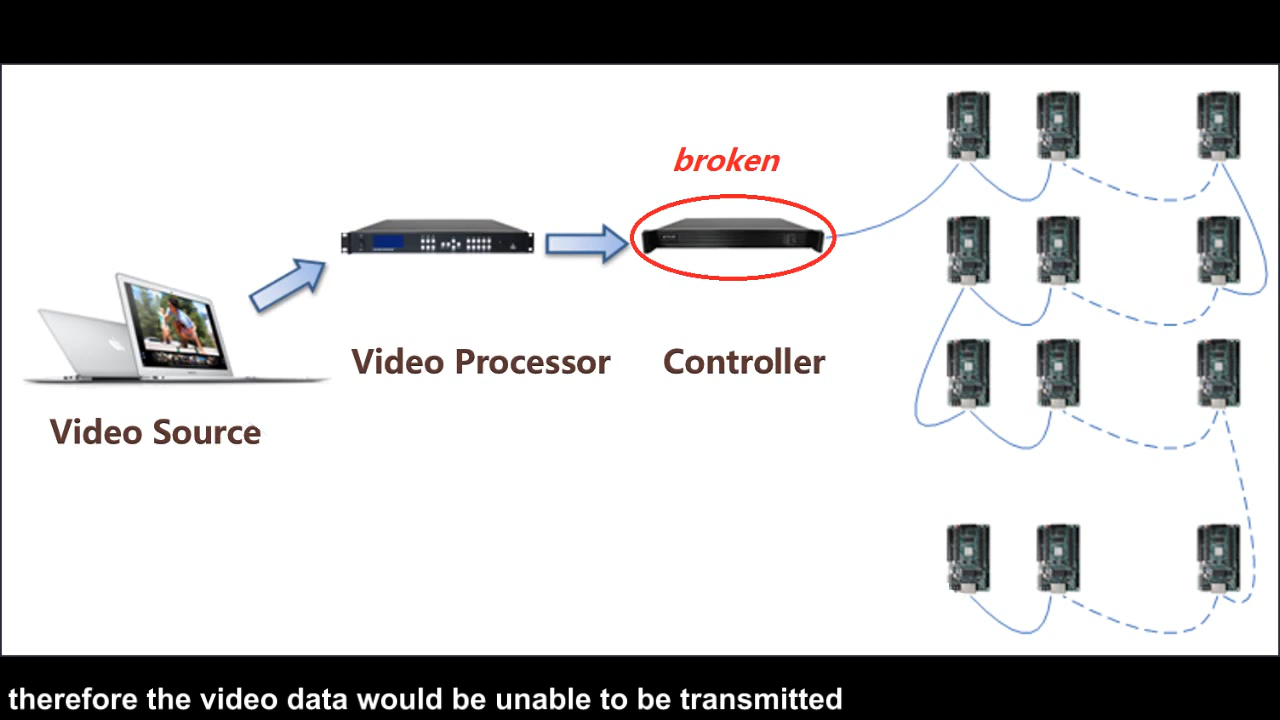 broken
Video Processor
Controller
Video Source
therefore the video data would be unable to be transmitted